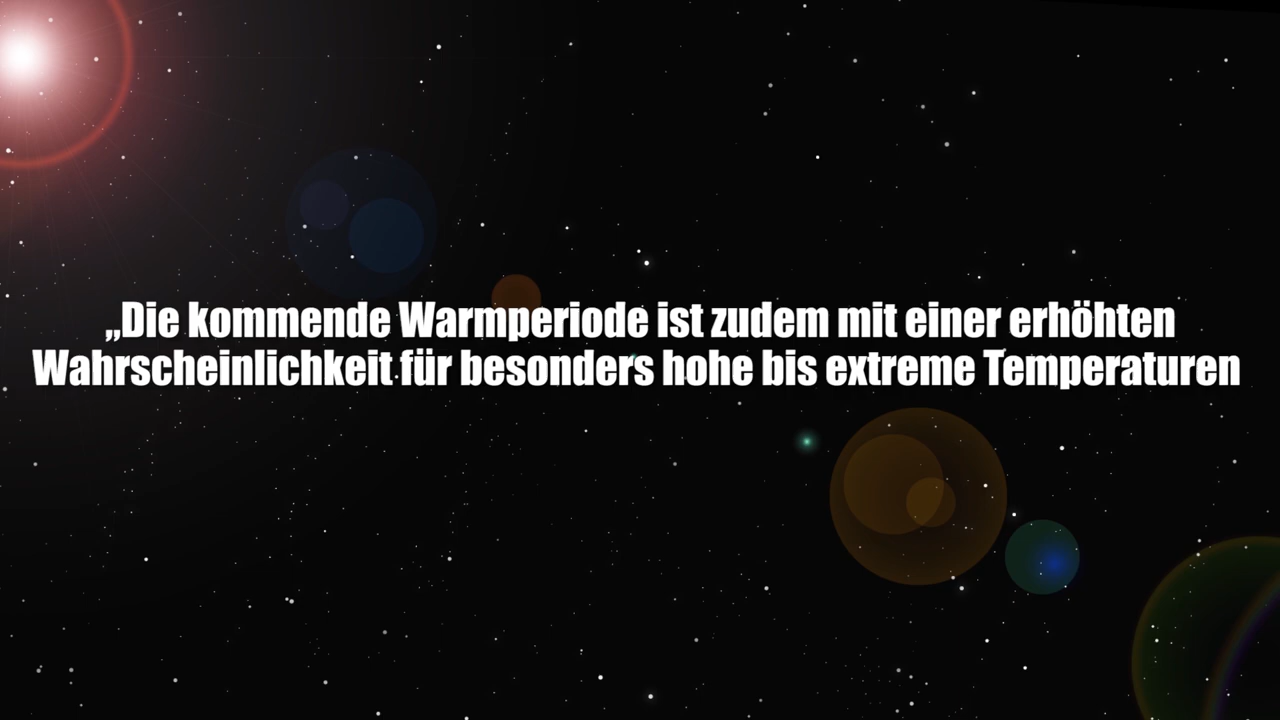 „Die kommende Warmperiode ist zudem mit einer erhöhten
Wahrscheinlichkeit für besonders hohe bis extreme Temperaturen